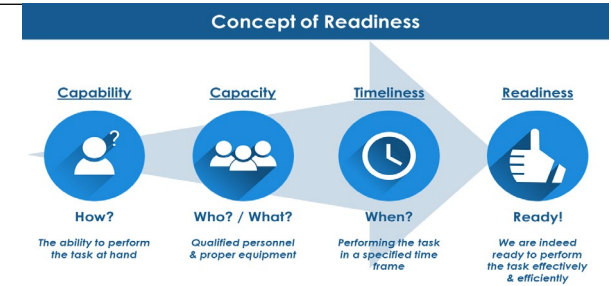 Concept of Readiness
Capability
Capacity
Timeliness
Readiness
?
How?
Who? / What?
When?
Ready!
The ability to perform
the task at hand
Qualified personnel
& proper equipment
Performing the task
in a specified time
frame
We are indeed
ready to perform
the task effectively
& efficiently